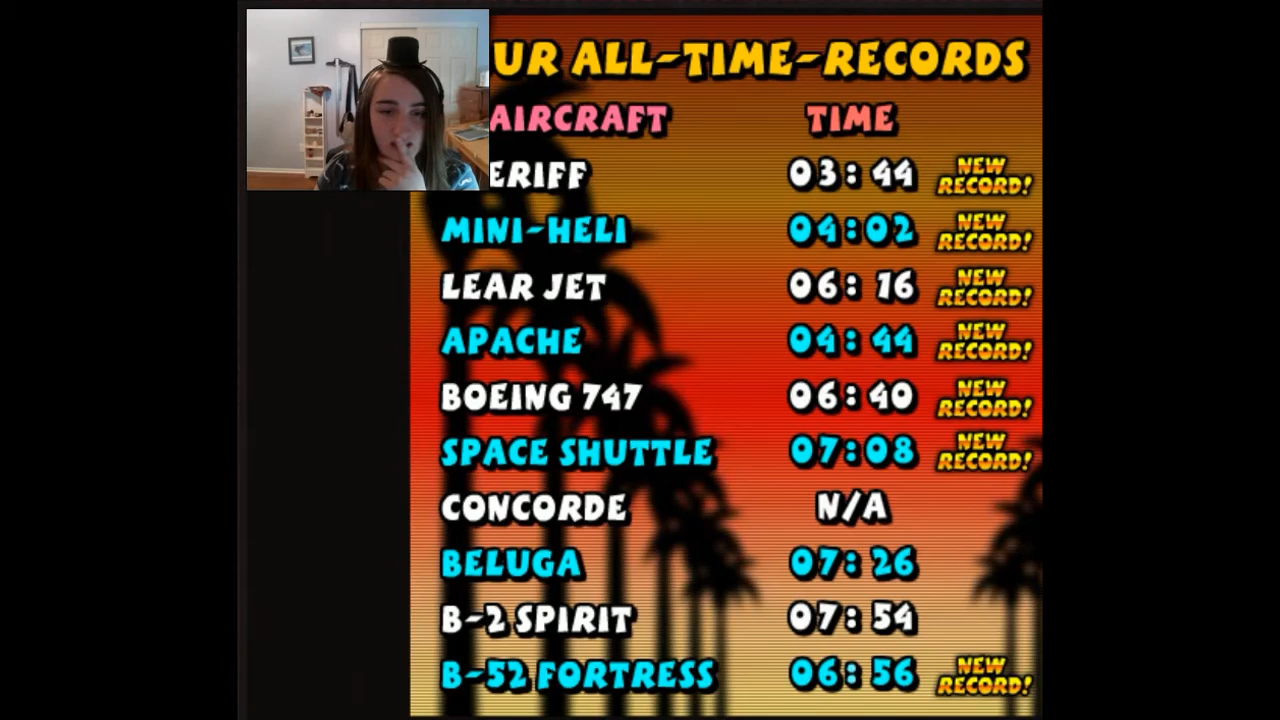 UR ALL-TIME-RECORDS
AIRCRAFT TIME
ERIFF 03:44 NEW RECORD!
MINI-HELI 04:02 NEW RECORD!
LEAR JET 06:16 NEW RECORD!
APACHE 04:44 NEW RECORD!
BOEING 747 06:40 NEW RECORD!
SPACE SHUTTLE 07:08 NEW RECORD!
CONCORDE N/A
BELUGA 07:26
B-2 SPIRIT 07:54
B-52 FORTRESS 06:56 NEW RECORD!